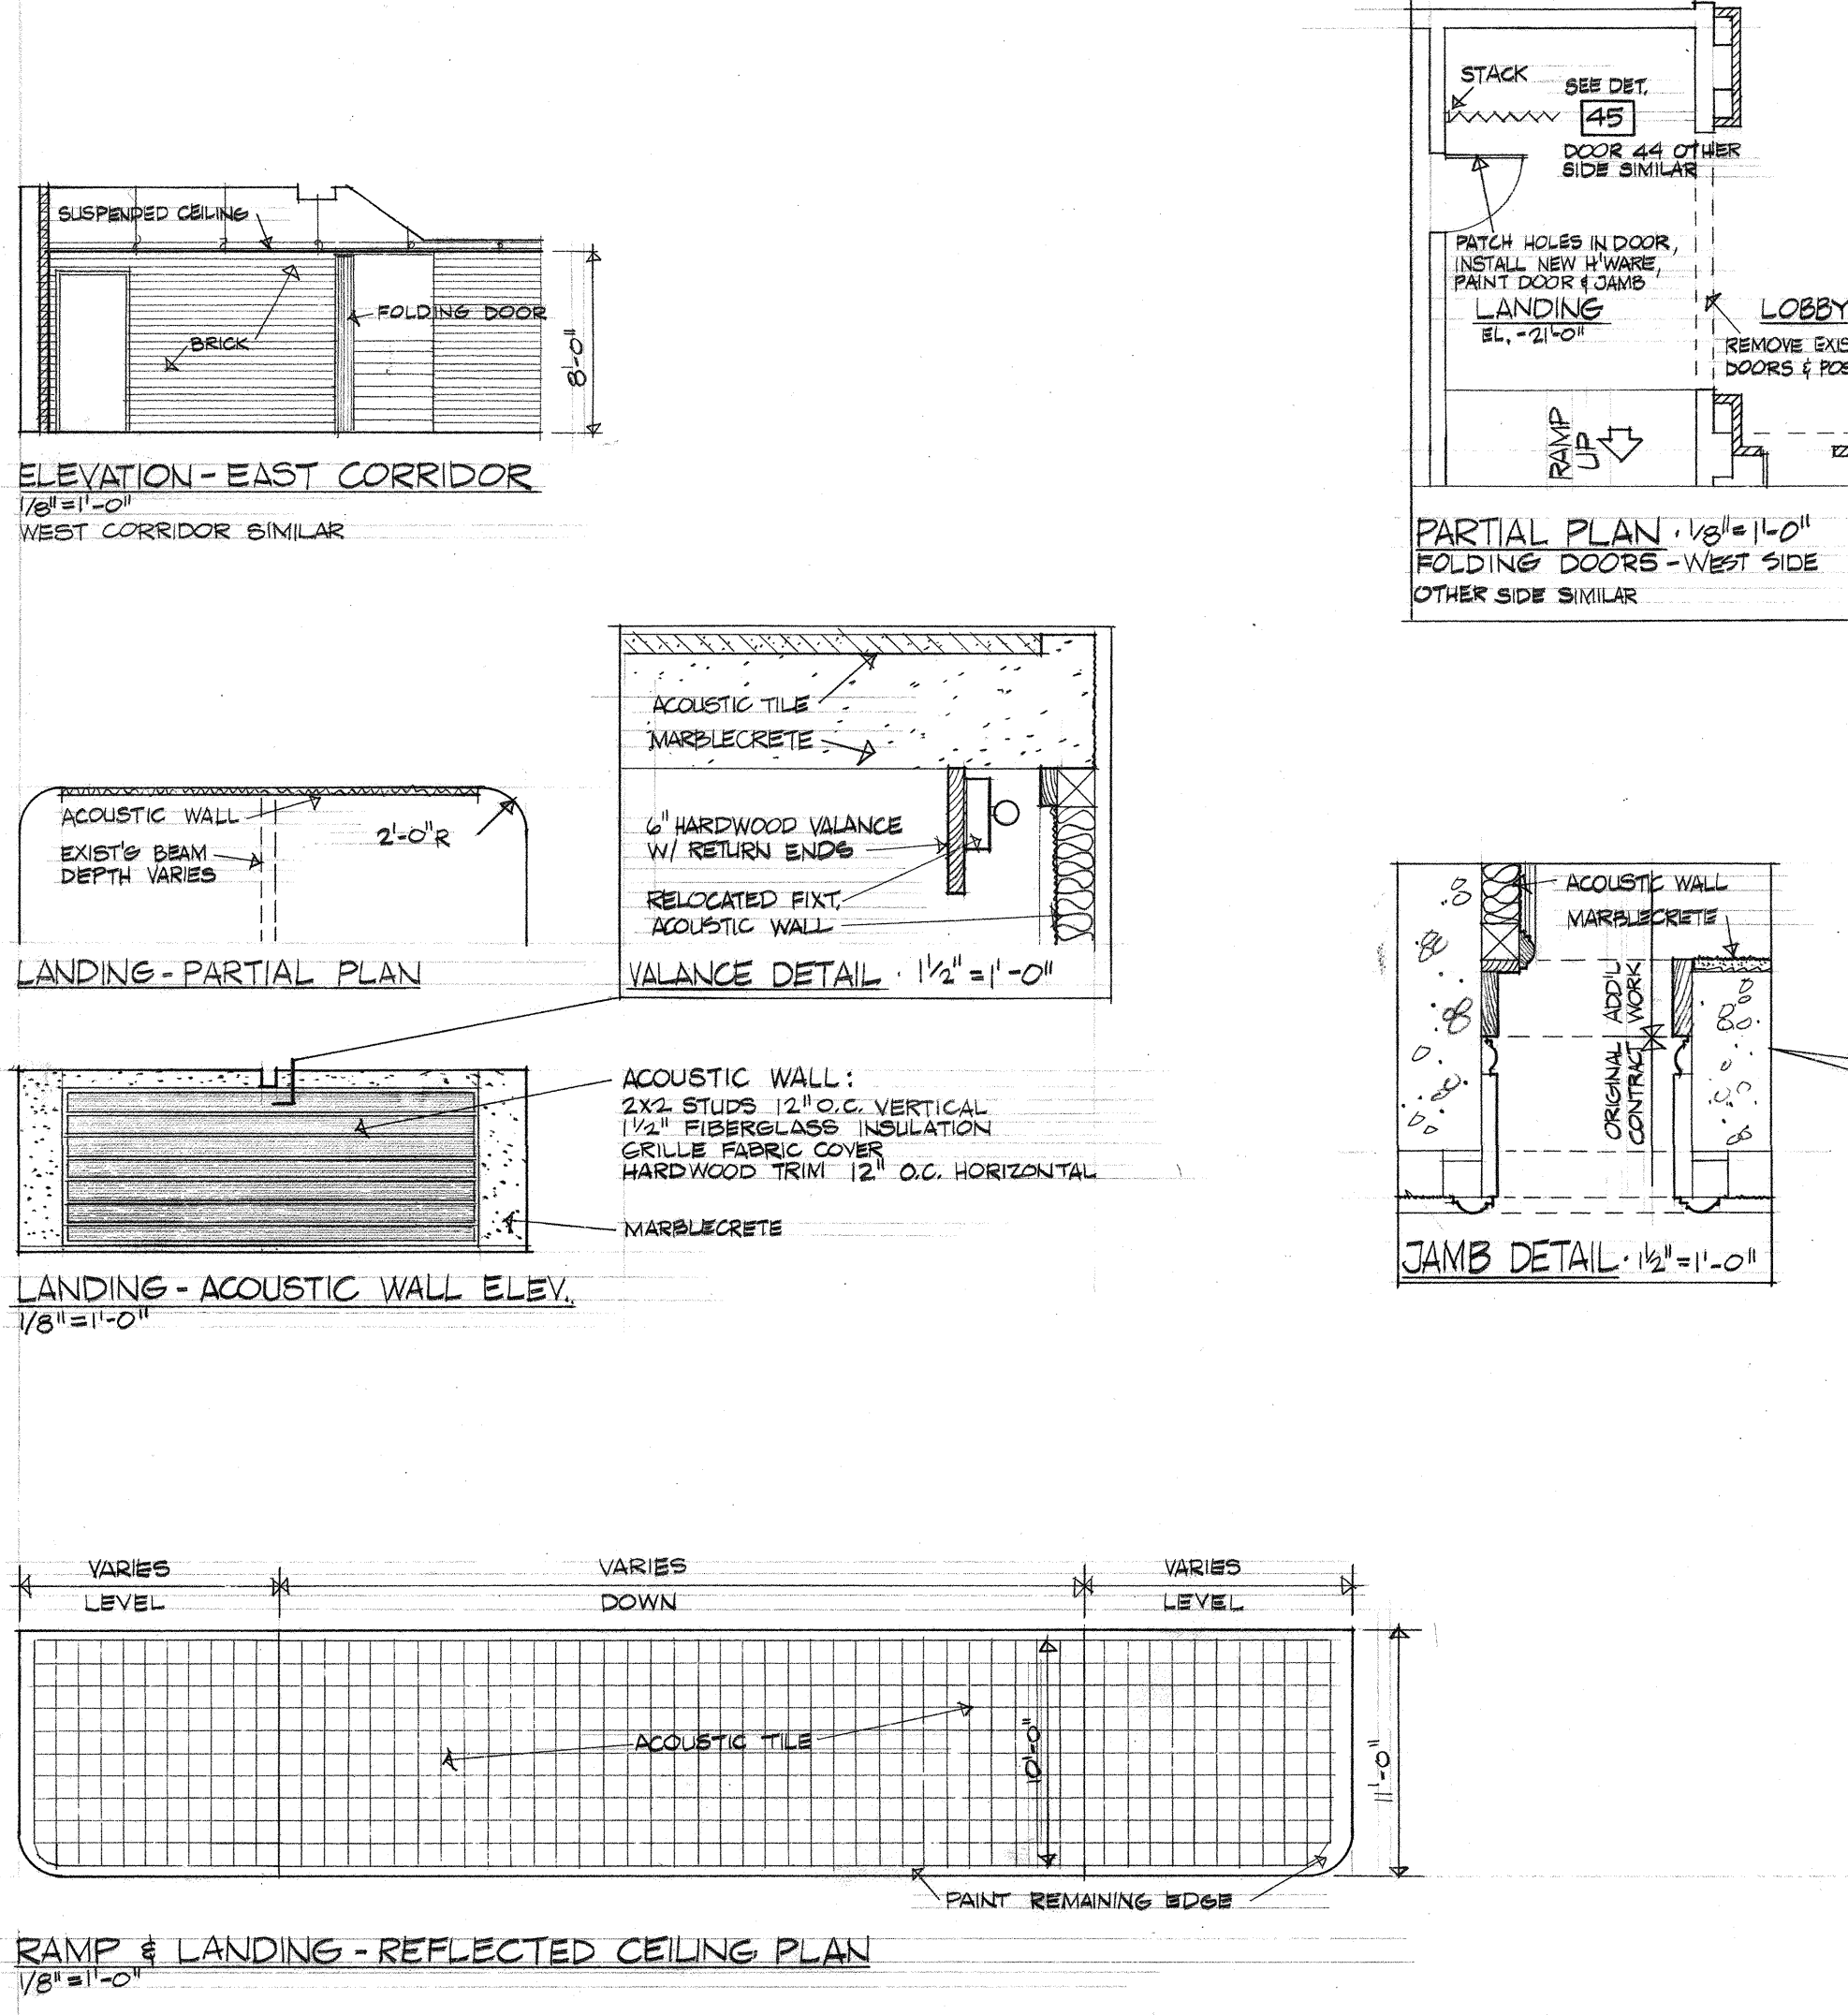 SUSPENDED CEILING
BRICK
FOLDING DOOR
8'-0"
ELEVATION - EAST CORRIDOR
1/8"=1'-0"
WEST CORRIDOR SIMILAR
STACK
SEE DET.
45
DOOR 44 OTHER
SIDE SIMILAR
PATCH HOLES IN DOOR,
INSTALL NEW H'WARE,
PAINT DOOR & JAMB
LANDING
EL. -21'-0"
LOBBY
REMOVE
DOORS &
RAMP
UP
PARTIAL PLAN · 1/8"=1'-0"
FOLDING DOORS - WEST SIDE
OTHER SIDE SIMILAR
ACOUSTIC WALL
2'-0"R
EXIST'G BEAM
DEPTH VARIES
LANDING - PARTIAL PLAN
ACOUSTIC TILE
MARBLECRETE
6" HARDWOOD VALANCE
W/ RETURN ENDS
RELOCATED FIXT.
ACOUSTIC WALL
VALANCE DETAIL · 1 1/2"=1'-0"
ACOUSTIC WALL
MARBLECRETE
ADD'L
WORK
ORIGINAL
CONTRACT
JAMB DETAIL · 1 1/2"=1'-0"
ACOUSTIC WALL:
2X2 STUDS 12" O.C. VERTICAL
1 1/2" FIBERGLASS INSULATION
GRILLE FABRIC COVER
HARDWOOD TRIM 12" O.C. HORIZONTAL
MARBLECRETE
LANDING - ACOUSTIC WALL ELEV.
1/8"=1'-0"
VARIES
LEVEL
VARIES
DOWN
VARIES
LEVEL
ACOUSTIC TILE
10'-0"
11'-0"
PAINT REMAINING EDGE
RAMP & LANDING - REFLECTED CEILING PLAN
1/8"=1'-0"